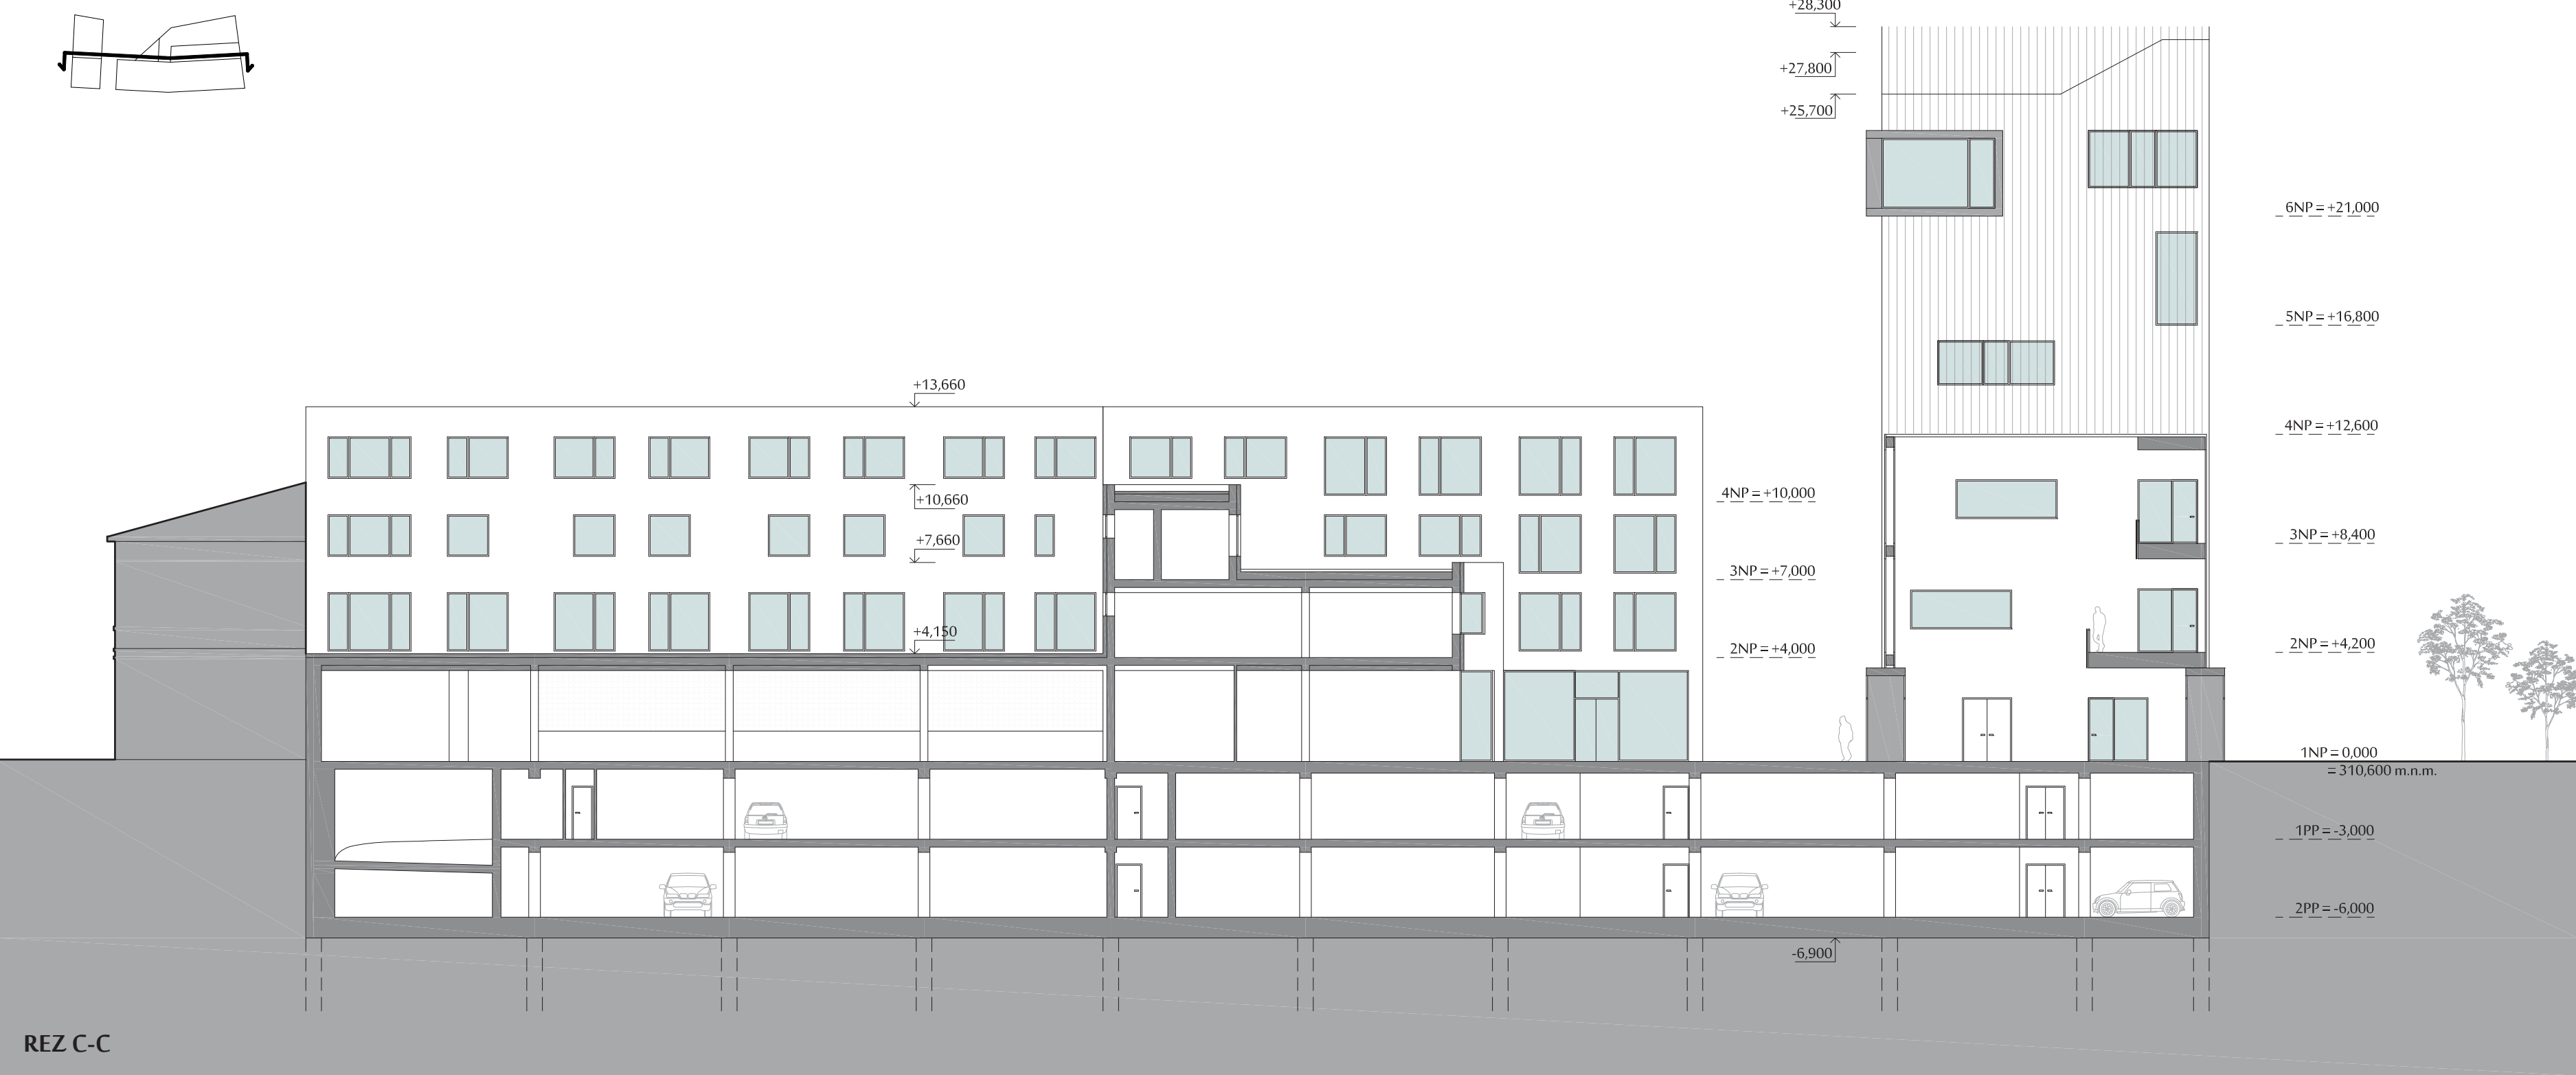 +28,300
+27,800
+25,700
6NP = +21,000
5NP = +16,800
+13,660
4NP = +12,600
+10,660
4NP = +10,000
+7,660
3NP = +8,400
3NP = +7,000
+4,150
2NP = +4,000
2NP = +4,200
1NP = 0,000
= 310,600 m.n.m.
1PP = -3,000
2PP = -6,000
-6,900
REZ C-C